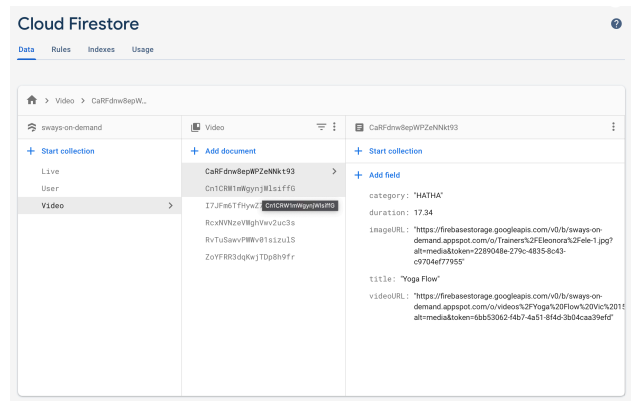 Cloud Firestore
Data Rules Indexes Usage
Video CaRFdnw8epW...
sways-on-demand
Start collection
Live
User
Video
Video
Add document
CaRFdnw8epWPZeNNkt93
Cn1CRW1mWgynjWlsiffG
I7JFm6TfHywZ
Cn1CRW1mWgynjWlsiffG
RcxNVNzeVWghVwv2uc3s
RvTuSawvPWWv01sizulS
ZoYFRR3dqKwjTDp8h9fr
CaRFdnw8epWPZeNNkt93
Start collection
Add field
category: "HATHA"
duration: 17.34
imageURL: "https://firebasestorage.googleapis.com/v0/b/sways-on-
demand.appspot.com/o/Trainers%2FEleonora%2Fele-1.jpg?
alt=media&token=2289048e-279c-4835-8c43-
c9704ef77955"
title: "Yoga Flow"
videoURL: "https://firebasestorage.googleapis.com/v0/b/sways-on-
demand.appspot.com/o/videos%2FYoga%20Flow%20Vic%2015
alt=media&token=6bb53062-f4b7-4a51-8f4d-3b04caa39efd"